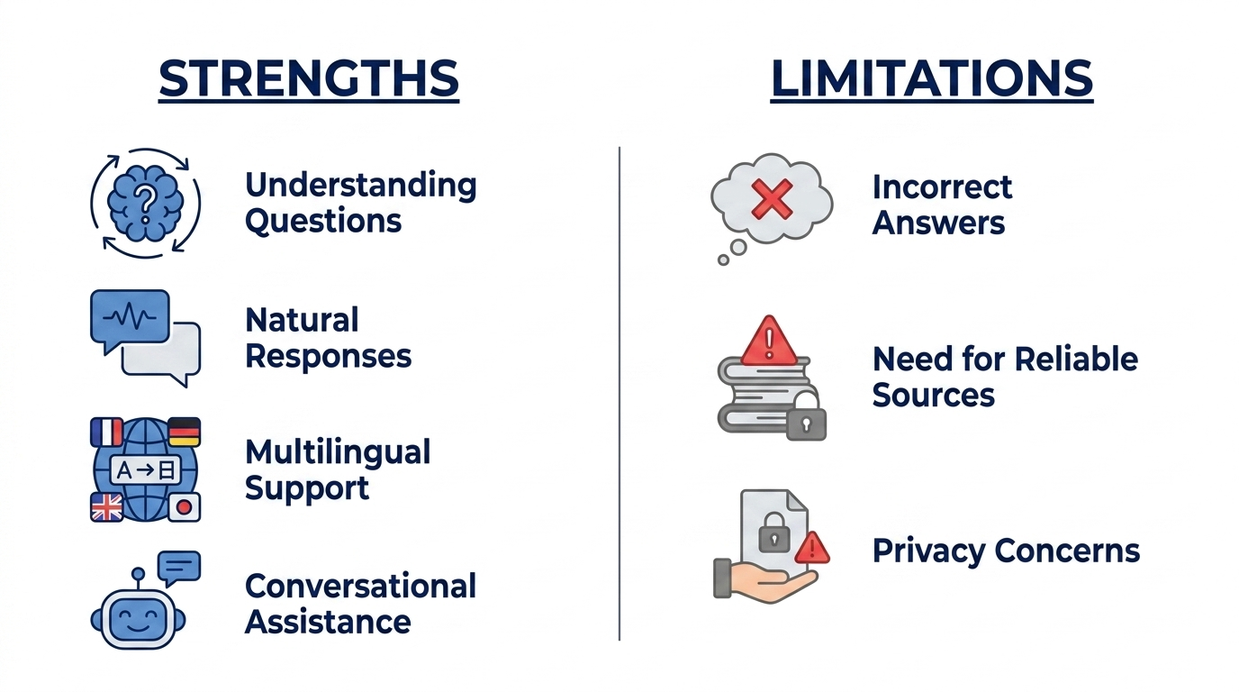 STRENGTHS
Understanding
Questions
Natural
Responses
A→日
Multilingual
Support
Conversational
Assistance
LIMITATIONS
Incorrect
Answers
Need for Reliable
Sources
Privacy Concerns